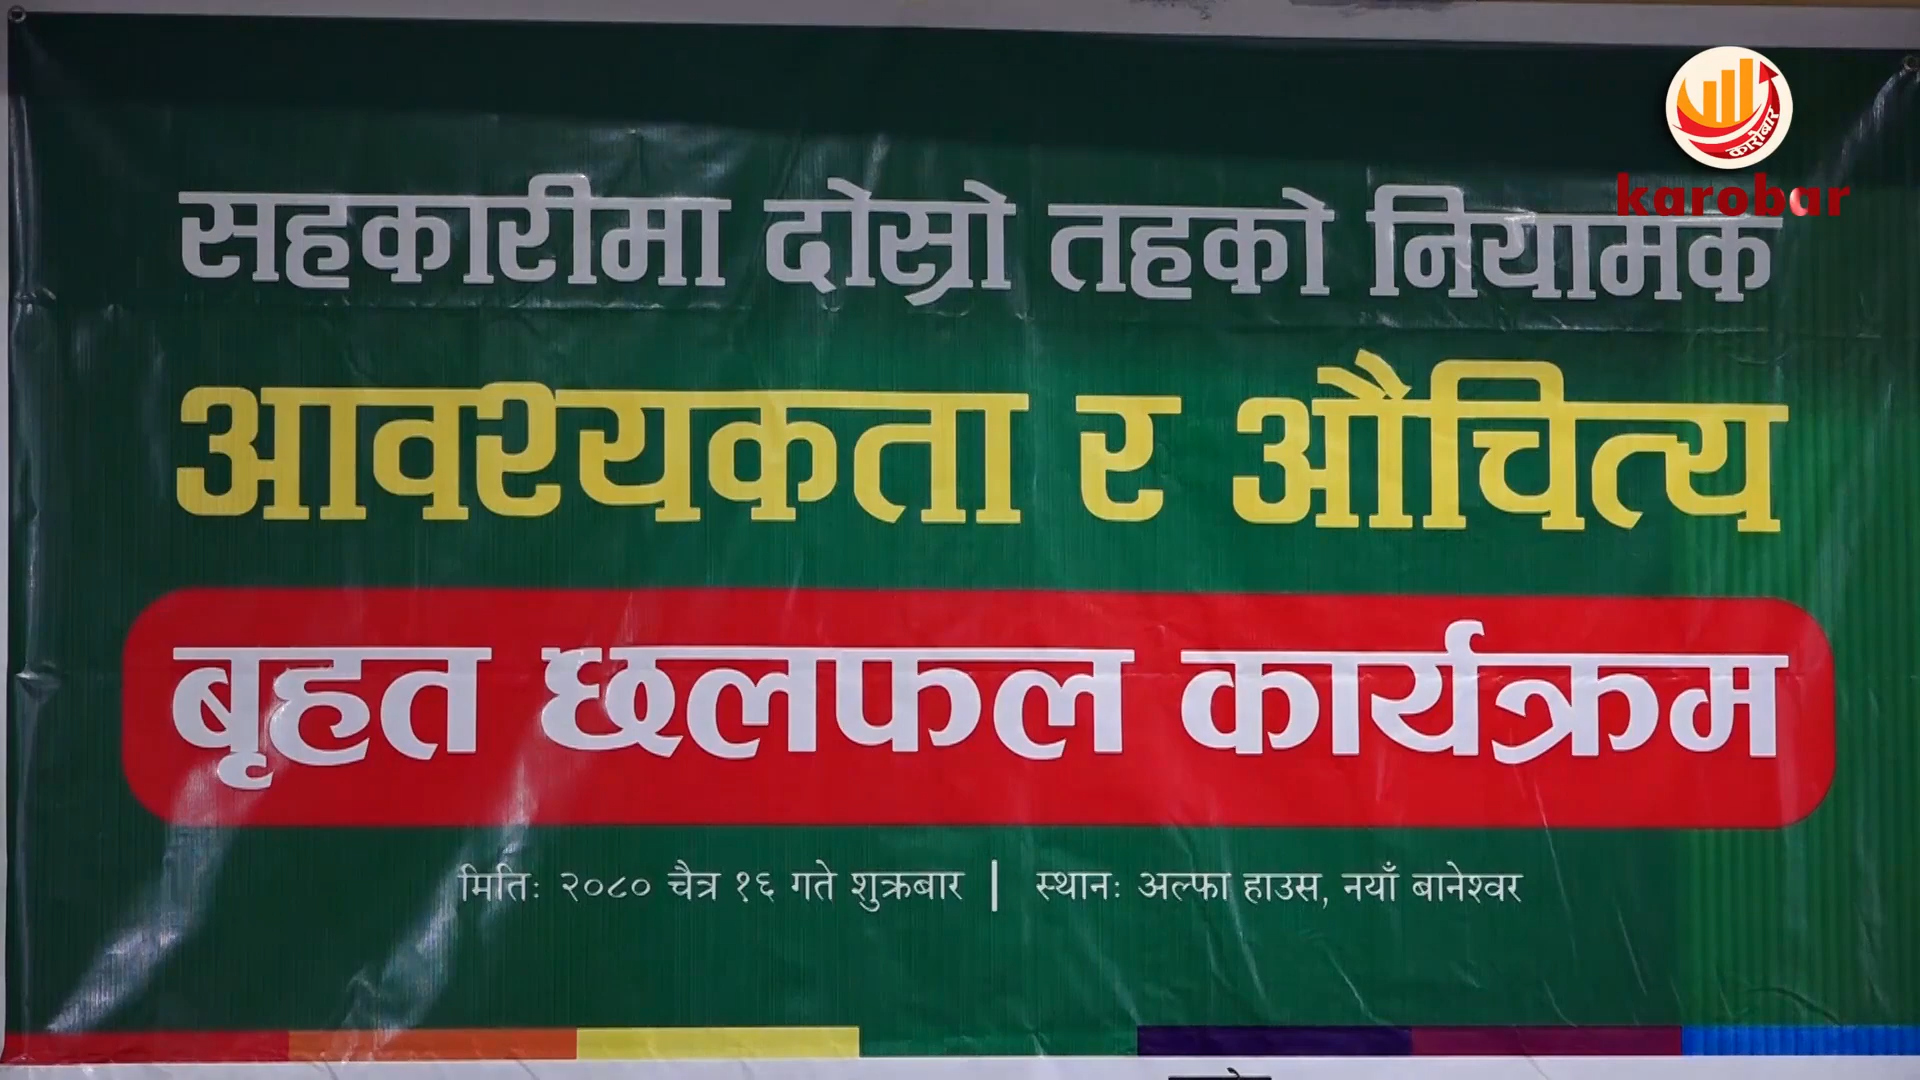 कारोबार
karobar
सहकारीमा दोस्रो तहको नियामक
आवश्यकता र औचित्य
बृहत छलफल कार्यक्रम
मितिः २०८० चैत्र १६ गते शुक्रबार | स्थानः अल्फा हाउस, नयाँ बानेश्वर